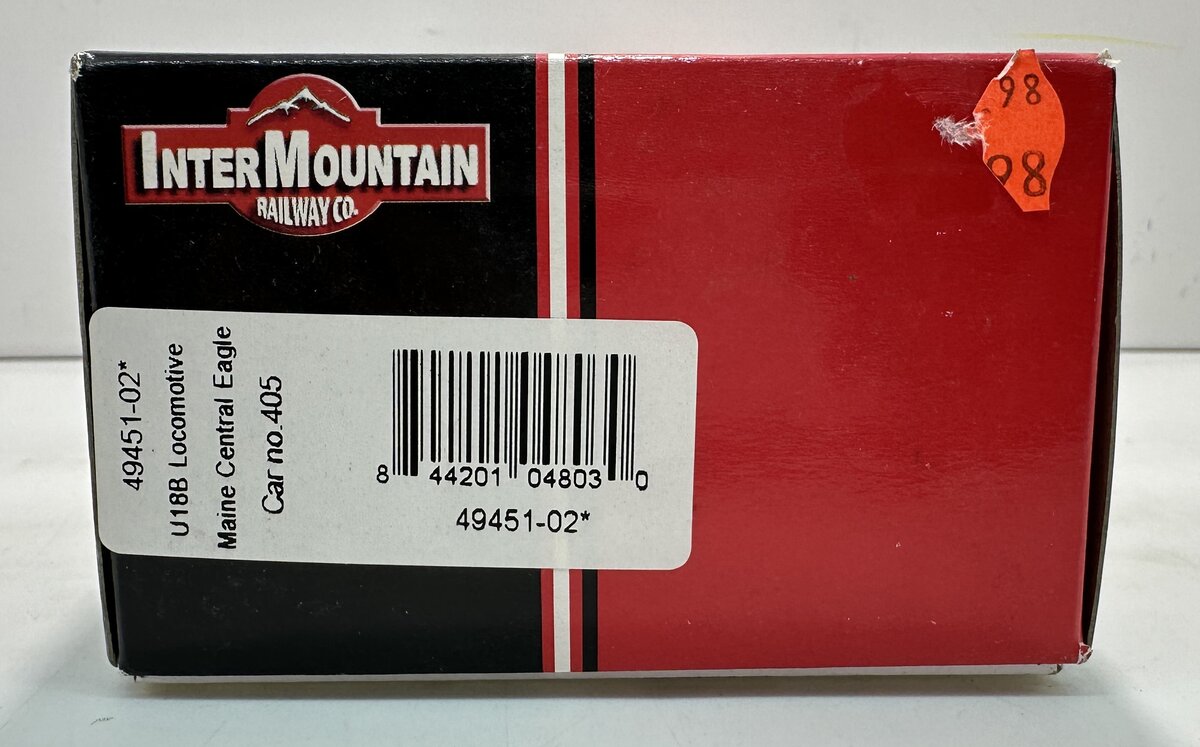 INTERMOUNTAIN
RAILWAY CO.
98
98
49451-02*
U18B Locomotive
Maine Central Eagle
Car no.405
8 44201 04803 0
49451-02*